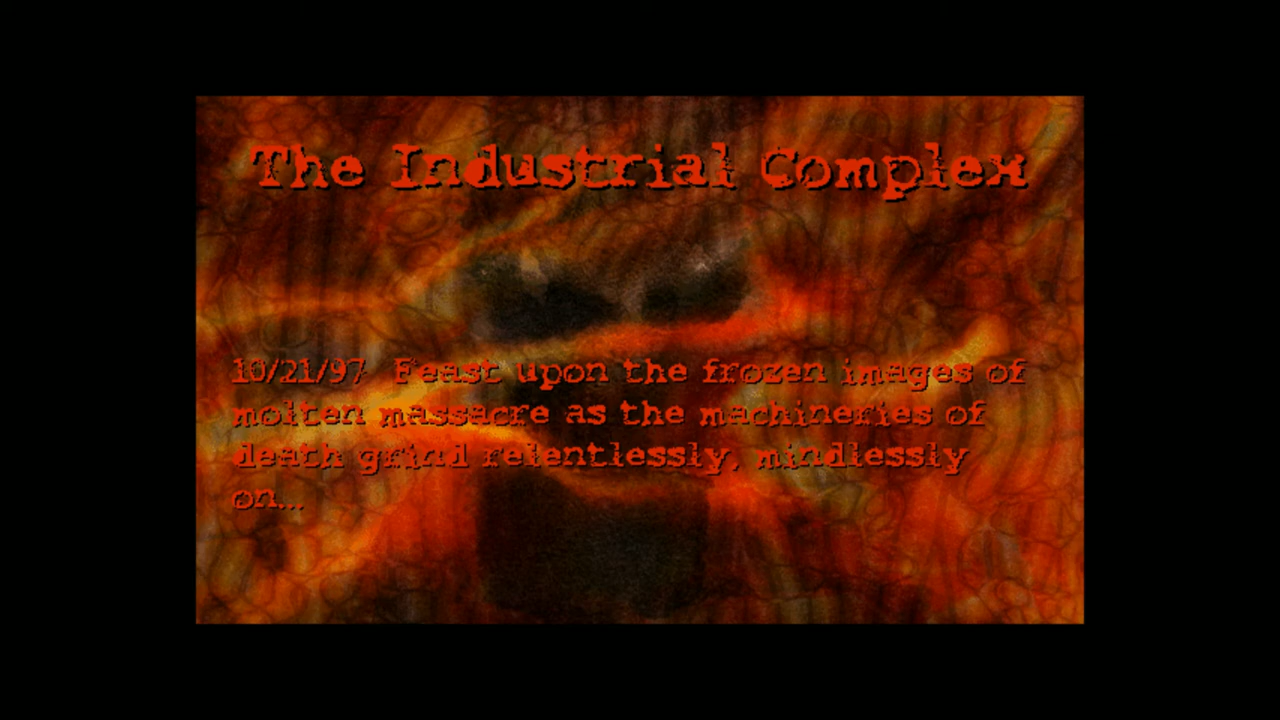 The Industrial Complex
10/21/97 Feast upon the frozen images of
molten massacre as the machineries of
death grind relentlessly, mindlessly
on...